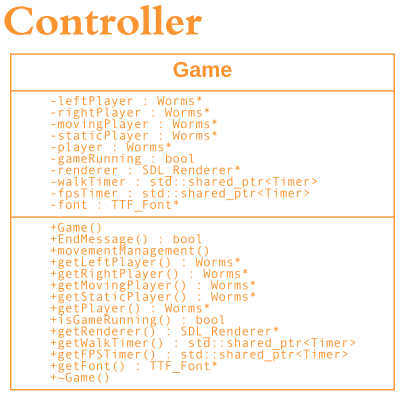 Controller
Game
-leftPlayer : Worms*
-rightPlayer : Worms*
-movingPlayer : Worms*
-staticPlayer : Worms*
-player : Worms*
-gameRunning : bool
-renderer : SDL_Renderer*
-walkTimer : std::shared_ptr<Timer>
-fpsTimer : std::shared_ptr<Timer>
-font : TTF_Font*
+Game()
+EndMessage() : bool
+movementManagement()
+getLeftPlayer() : Worms*
+getRightPlayer() : Worms*
+getMovingPlayer() : Worms*
+getStaticPlayer() : Worms*
+getPlayer() : Worms*
+isGameRunning() : bool
+getRenderer() : SDL_Renderer*
+getWalkTimer() : std::shared_ptr<Timer>
+getFPSTimer() : std::shared_ptr<Timer>
+getFont() : TTF_Font*
+~Game()